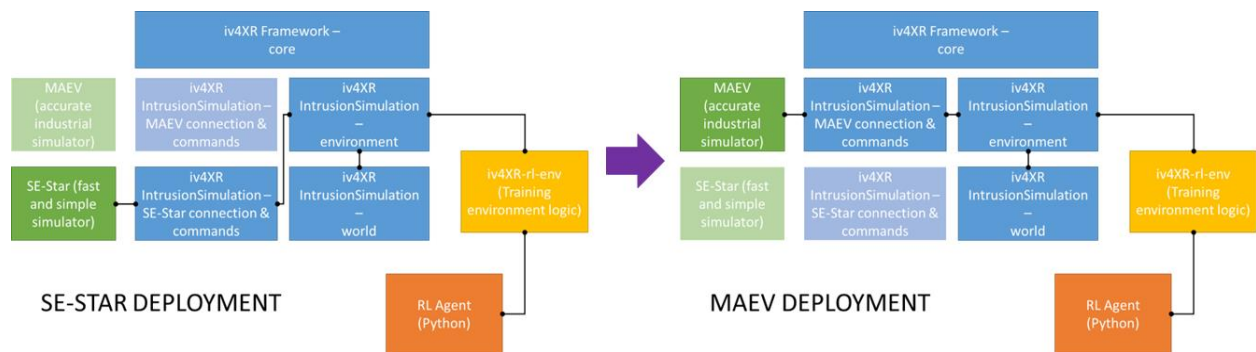 iv4XR Framework –
core
MAEV
(accurate
industrial
simulator)
iv4XR
IntrusionSimulation –
MAEV connection &
commands
iv4XR
IntrusionSimulation
–
environment
SE-Star (fast
and simple
simulator)
iv4XR
IntrusionSimulation –
SE-Star connection &
commands
iv4XR
IntrusionSimulation
–
world
iv4XR-rl-env
(Training
environment logic)
RL Agent
(Python)
SE-STAR DEPLOYMENT
iv4XR Framework –
core
MAEV
(accurate
industrial
simulator)
iv4XR
IntrusionSimulation –
MAEV connection &
commands
iv4XR
IntrusionSimulation
–
environment
SE-Star (fast
and simple
simulator)
iv4XR
IntrusionSimulation –
SE-Star connection &
commands
iv4XR
IntrusionSimulation
–
world
iv4XR-rl-env
(Training
environment logic)
RL Agent
(Python)
MAEV DEPLOYMENT